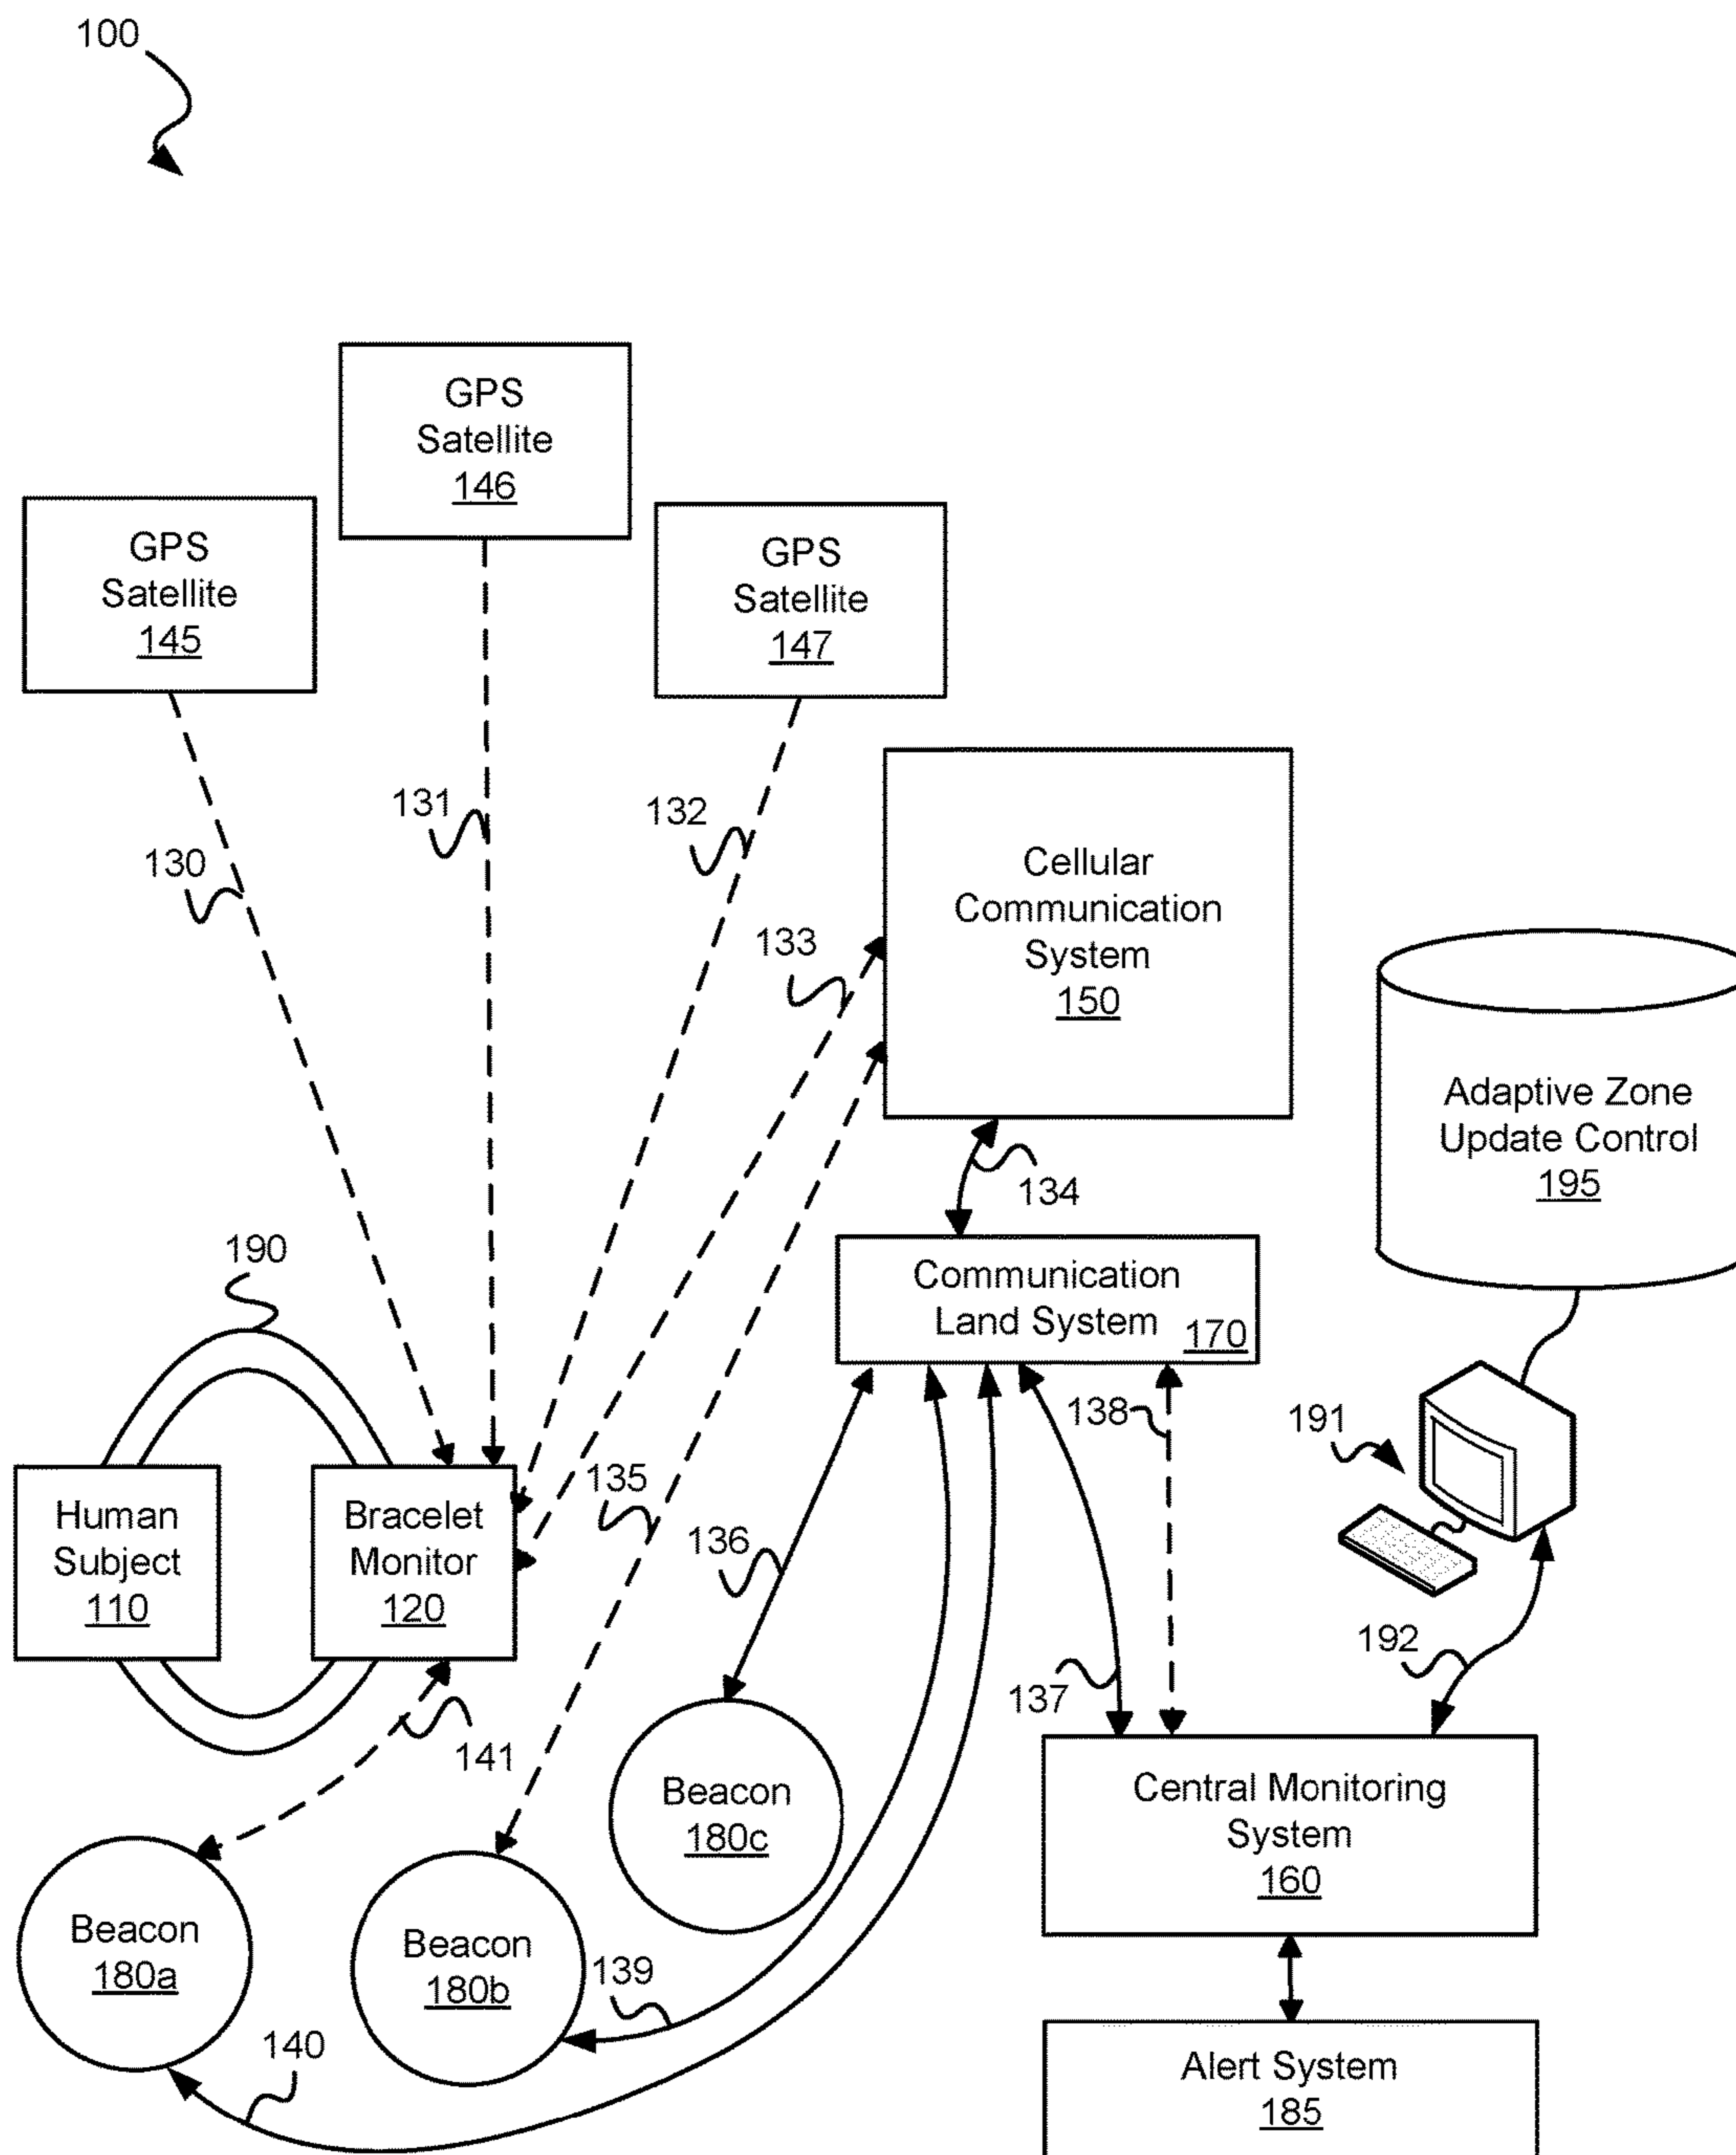 100
GPS
Satellite
146
GPS
Satellite
145
GPS
Satellite
147
131
132
130
Cellular
Communication
System
150
133
Adaptive Zone
Update Control
195
134
190
Communication
Land System
170
138
191
135
Human
Subject
110
Bracelet
Monitor
120
136
192
137
141
Beacon
180c
Central Monitoring
System
160
Beacon
180a
Beacon
180b
139
140
Alert System
185